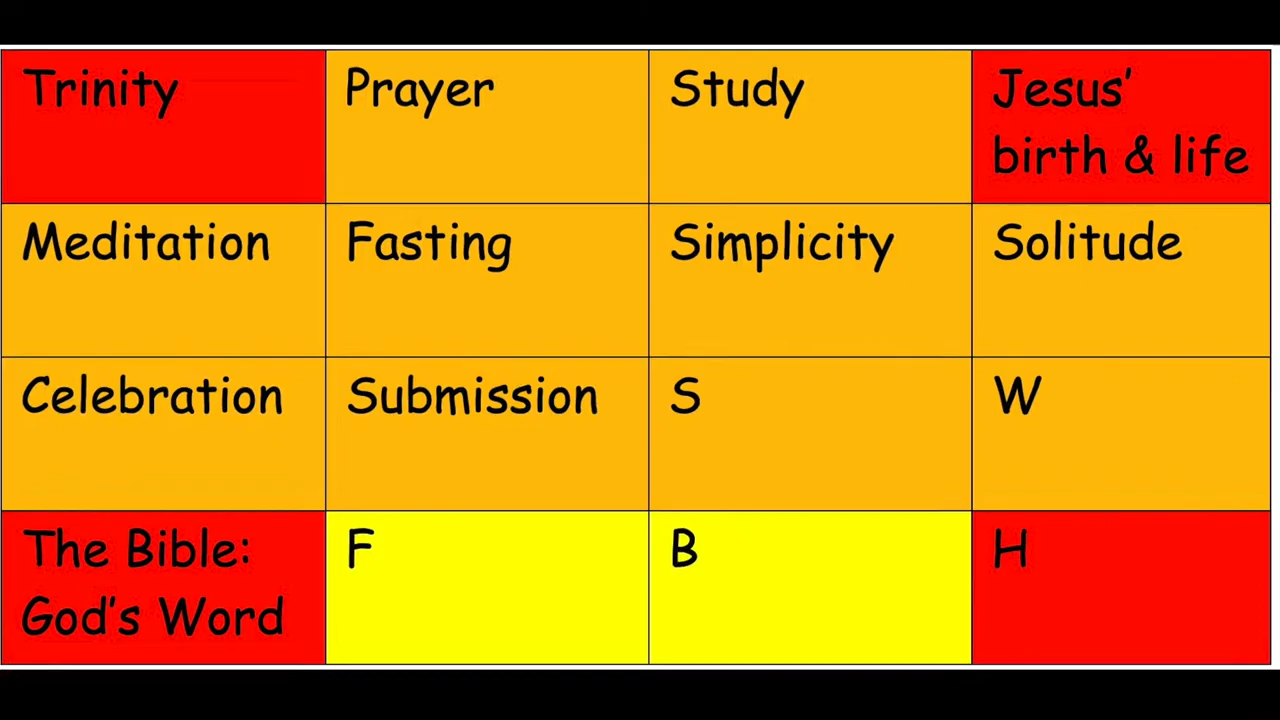 Trinity Prayer Study Jesus’
birth & life
Meditation Fasting Simplicity Solitude
Celebration Submission S W
The Bible: F B H
God’s Word